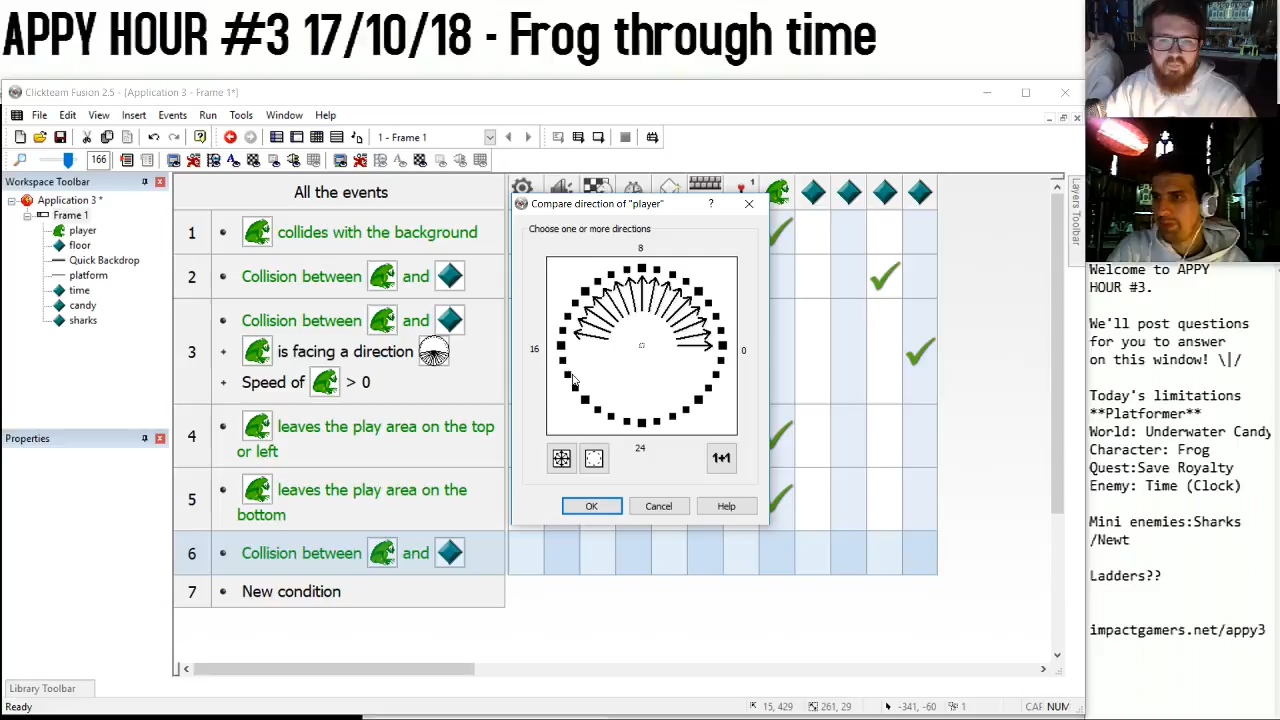 APPY HOUR #3 17/10/18 - Frog through time
Clickteam Fusion 2.5 - [Application 3 - Frame 1*]
File Edit View Insert Events Run Tools Window Help
1 - Frame 1
166
Workspace Toolbar
Application 3 *
Frame 1
player
floor
Quick Backdrop
platform
time
candy
sharks
Properties
Library Toolbar
Ready
All the events
1
1 • collides with the background
2 • Collision between and
3 • Collision between and
+ is facing a direction
+ Speed of > 0
4 • leaves the play area on the top
or left
5 • leaves the play area on the
bottom
6 • Collision between and
7 • New condition
Compare direction of "player"
Choose one or more directions
8
16
0
24
1+1
OK Cancel Help
Layers Toolbar
15, 429 261, 29 -341, -60 1 CAF NUM
Welcome to APPY
HOUR #3.
We'll post questions
for you to answer
on this window! \|/
Today's limitations
**Platformer**
World: Underwater Candy
Character: Frog
Quest:Save Royalty
Enemy: Time (Clock)
Mini enemies:Sharks
/Newt
Ladders??
impactgamers.net/appy3